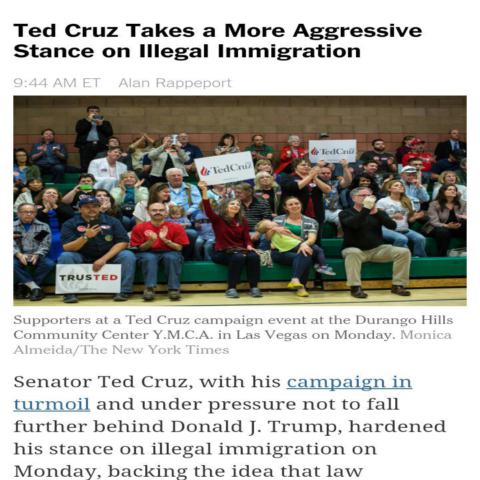 Ted Cruz Takes a More Aggressive
Stance on Illegal Immigration
9:44 AM ET Alan Rappeport
TedCruz
TedCruz
TRUSTED
Supporters at a Ted Cruz campaign event at the Durango Hills
Community Center Y.M.C.A. in Las Vegas on Monday. Monica
Almeida/The New York Times
Senator Ted Cruz, with his campaign in
turmoil and under pressure not to fall
further behind Donald J. Trump, hardened
his stance on illegal immigration on
Monday, backing the idea that law